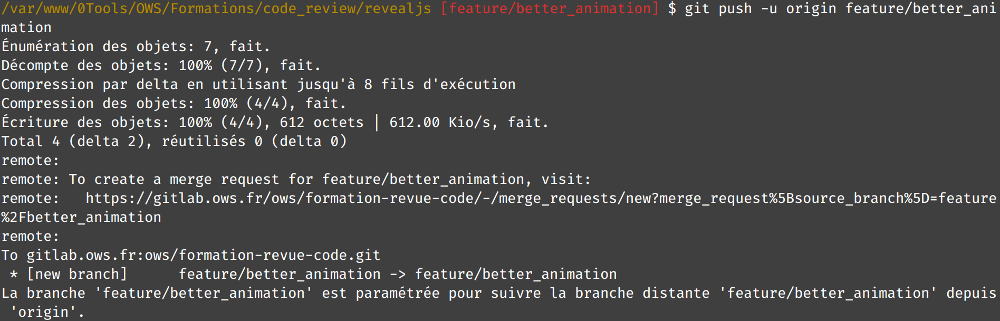 /var/www/0Tools/OWS/Formations/code_review/revealjs [feature/better_animation] $ git push -u origin feature/better_ani
mation
Énumération des objets: 7, fait.
Décompte des objets: 100% (7/7), fait.
Compression par delta en utilisant jusqu'à 8 fils d'exécution
Compression des objets: 100% (4/4), fait.
Écriture des objets: 100% (4/4), 612 octets | 612.00 Kio/s, fait.
Total 4 (delta 2), réutilisés 0 (delta 0)
remote:
remote: To create a merge request for feature/better_animation, visit:
remote:   https://gitlab.ows.fr/ows/formation-revue-code/-/merge_requests/new?merge_request%5Bsource_branch%5D=feature
%2Fbetter_animation
remote:
To gitlab.ows.fr:ows/formation-revue-code.git
 * [new branch]      feature/better_animation -> feature/better_animation
La branche 'feature/better_animation' est paramétrée pour suivre la branche distante 'feature/better_animation' depuis
 'origin'.